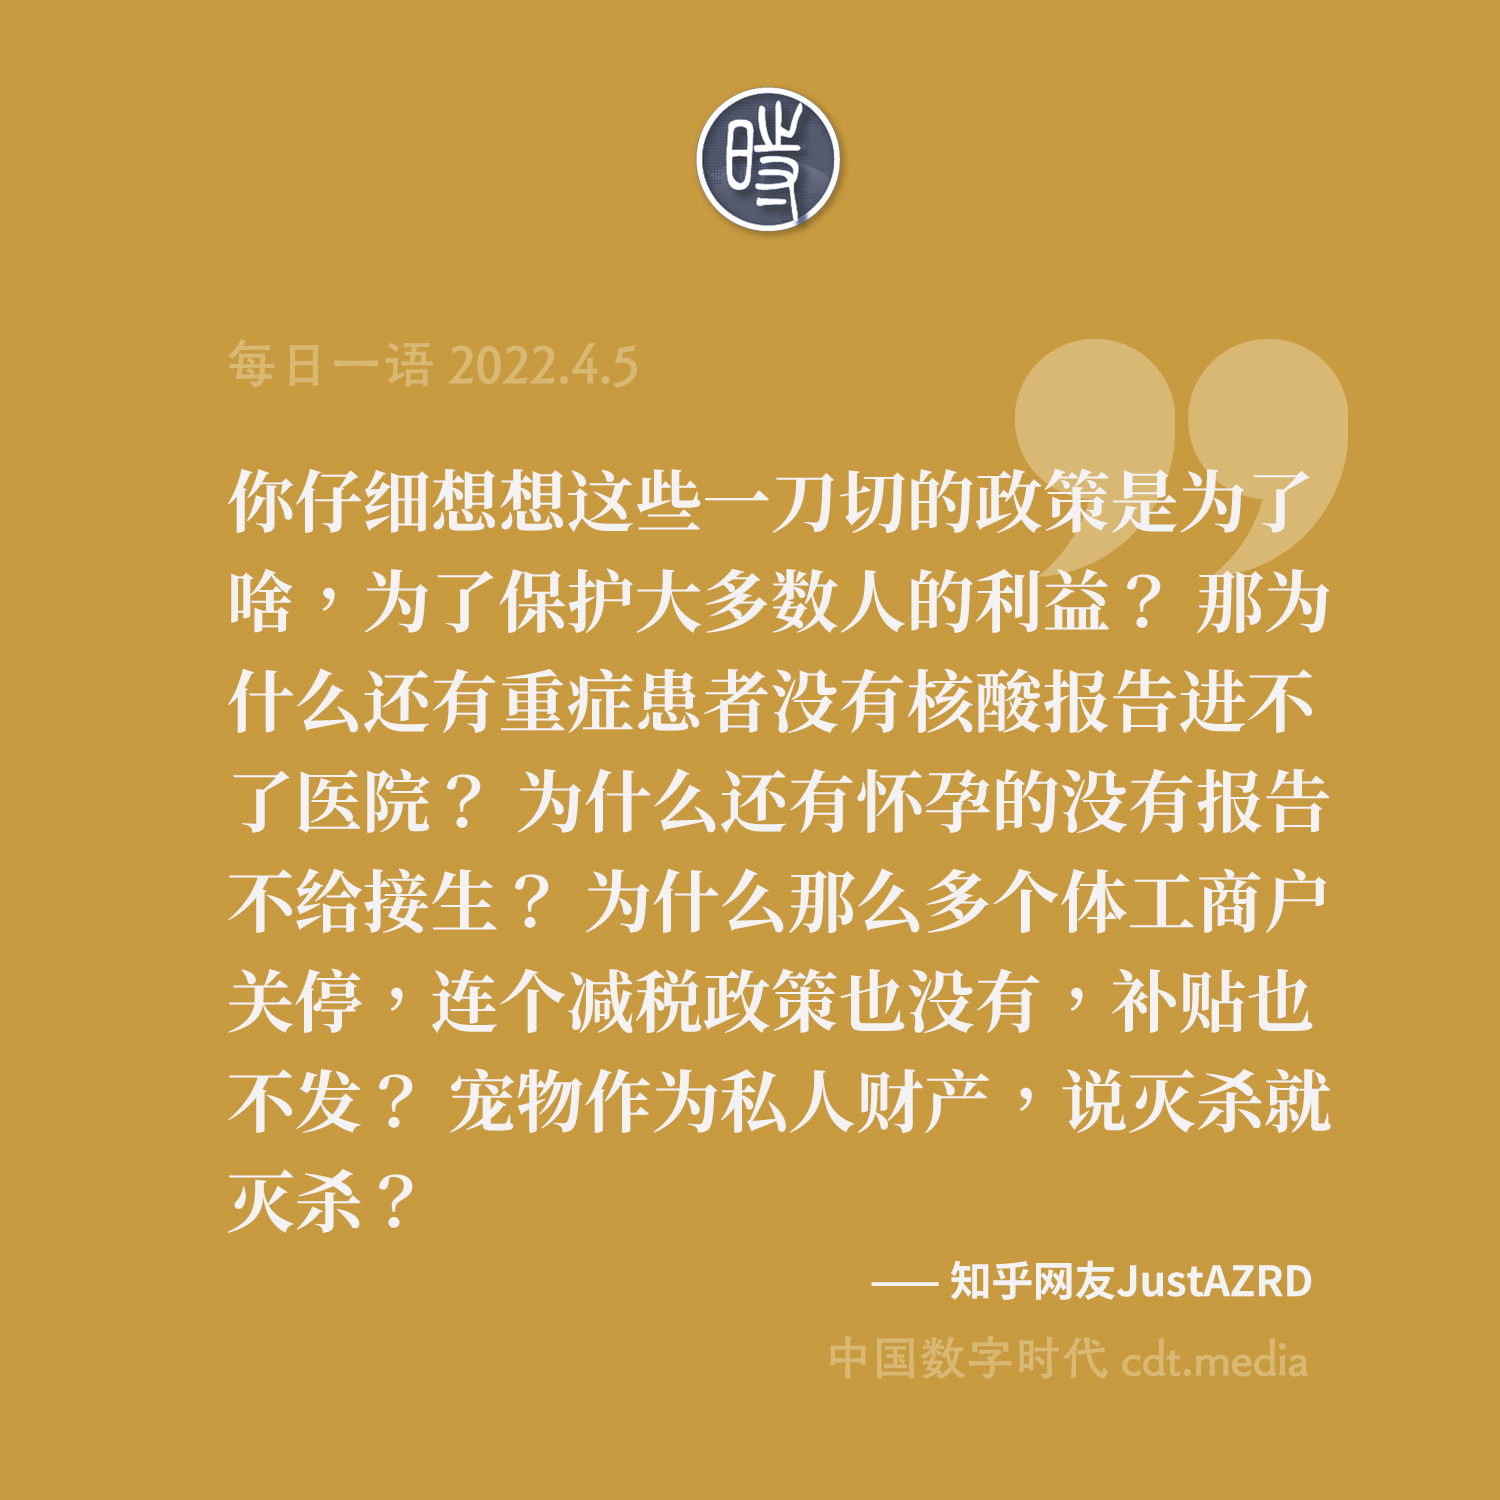 時
每日一语 2022.4.5
你仔细想想这些一刀切的政策是为了
啥，为了保护大多数人的利益？ 那为
什么还有重症患者没有核酸报告进不
了医院？ 为什么还有怀孕的没有报告
不给接生？ 为什么那么多个体工商户
关停，连个减税政策也没有，补贴也
不发？ 宠物作为私人财产，说灭杀就
灭杀？
—— 知乎网友JustAZRD
中国数字时代 cdt.media